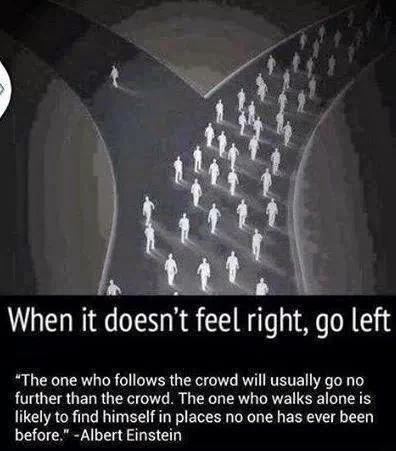 When it doesn't feel right, go left
"The one who follows the crowd will usually go no
further than the crowd. The one who walks alone is
likely to find himself in places no one has ever been
before." -Albert Einstein